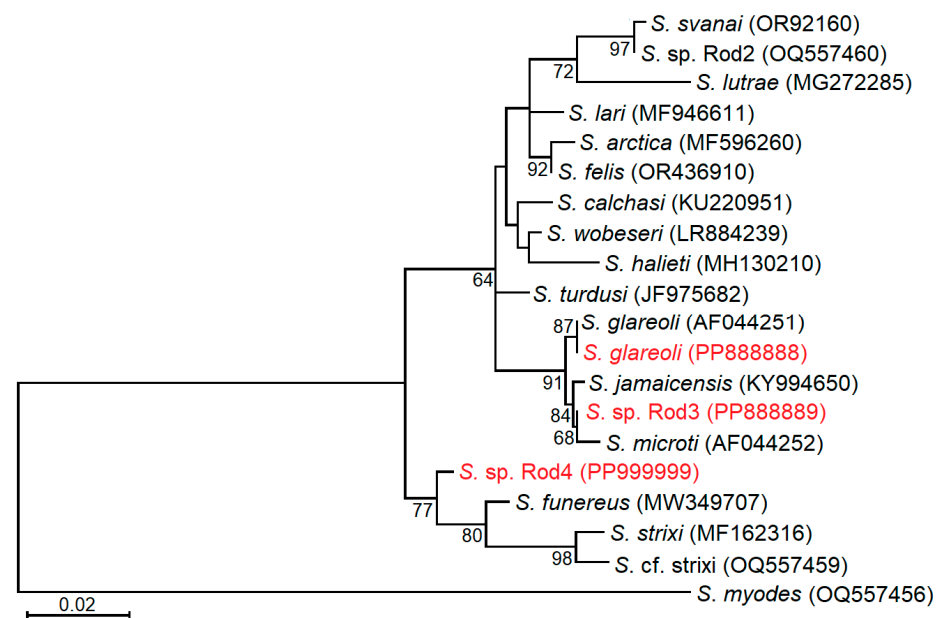 S. svanai (OR92160)
97
S. sp. Rod2 (OQ557460)
72
S. lutrae (MG272285)
S. lari (MF946611)
S. arctica (MF596260)
92
S. felis (OR436910)
S. calchasi (KU220951)
S. wobeseri (LR884239)
S. halieti (MH130210)
64
S. turdusi (JF975682)
87
S. glareoli (AF044251)
S. glareoli (PP888888)
91
S. jamaicensis (KY994650)
84
S. sp. Rod3 (PP888889)
68
S. microti (AF044252)
S. sp. Rod4 (PP999999)
77
S. funereus (MW349707)
80
S. strixi (MF162316)
98
S. cf. strixi (OQ557459)
S. myodes (OQ557456)
0.02